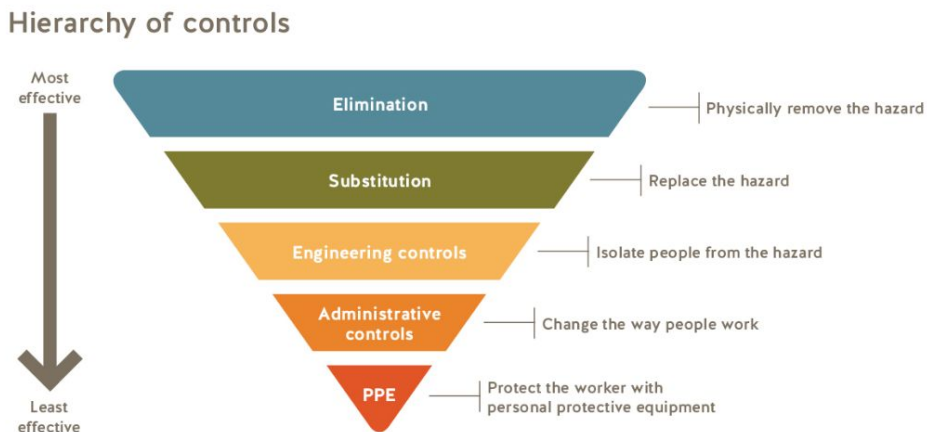 Hierarchy of controls
Most
effective
Elimination
Physically remove the hazard
Substitution
Replace the hazard
Engineering controls
Isolate people from the hazard
Administrative
controls
Change the way people work
PPE
Protect the worker with
personal protective equipment
Least
effective